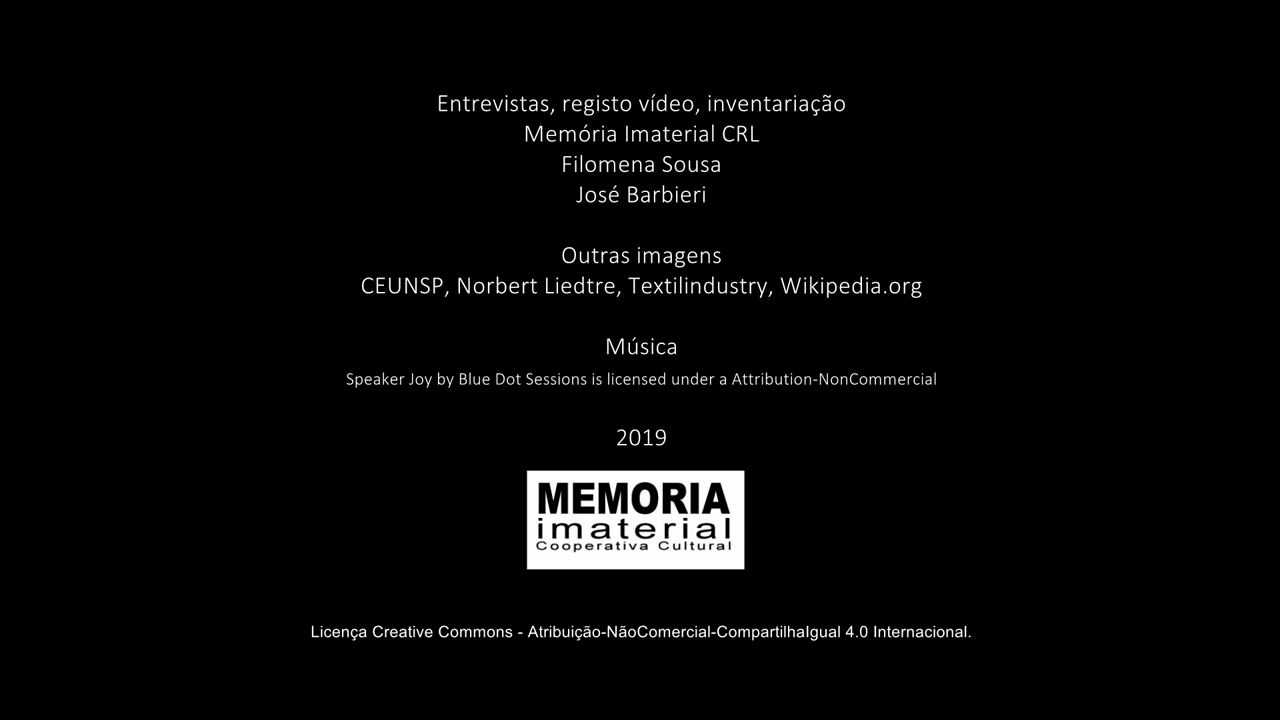 Entrevistas, registo vídeo, inventariação
Memória Imaterial CRL
Filomena Sousa
José Barbieri
Outras imagens
CEUNSP, Norbert Liedtre, Textilindustry, Wikipedia.org
Música
Speaker Joy by Blue Dot Sessions is licensed under a Attribution-NonCommercial
2019
MEMORIA
imaterial
Cooperativa Cultural
Licença Creative Commons - Atribuição-NãoComercial-CompartilhaIgual 4.0 Internacional.